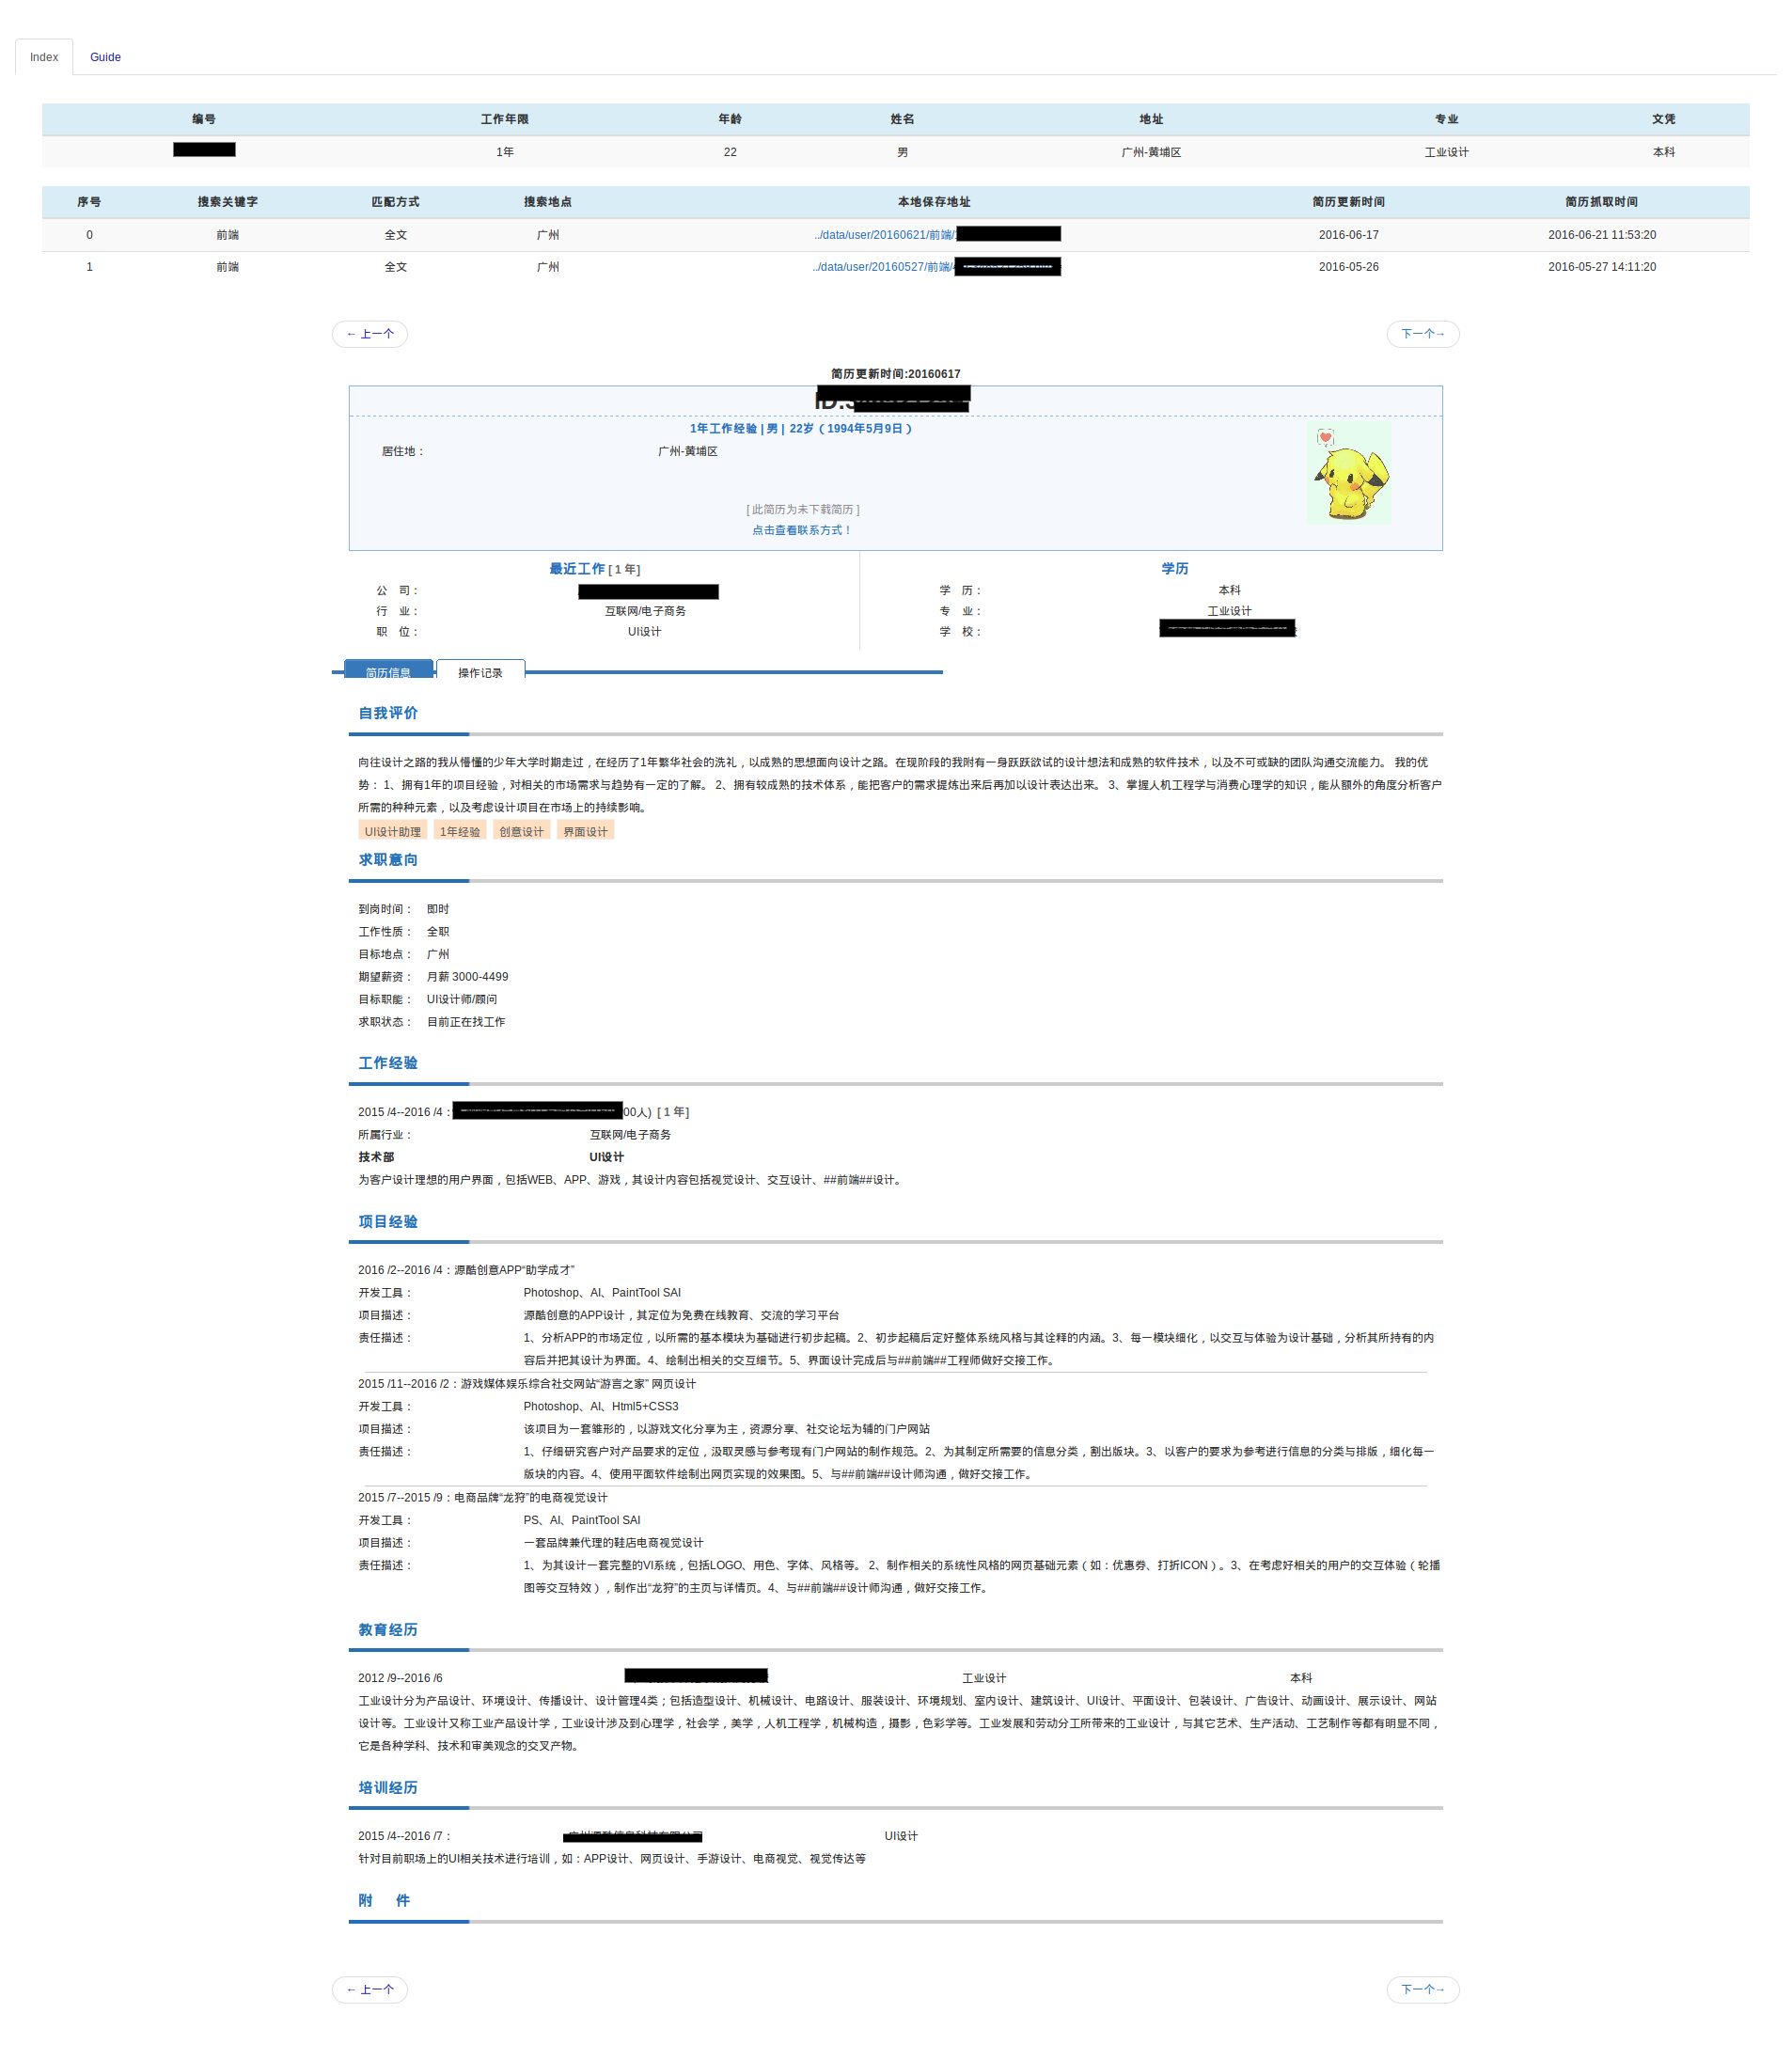 Index Guide
编号 工作年限 年龄 姓名 地址 专业 文凭
1年 22 男 广州-黄埔区 工业设计 本科
序号 搜索关键字 匹配方式 搜索地点 本地保存地址 简历更新时间 简历抓取时间
0 前端 全文 广州 ../data/user/20160621/前端/ 2016-06-17 2016-06-21 11:53:20
1 前端 全文 广州 ../data/user/20160527/前端/ 2016-05-26 2016-05-27 14:11:20
← 上一个 下一个→
简历更新时间:20160617
ID.
1年工作经验 | 男 | 22岁（1994年5月9日）
居住地： 广州-黄埔区
[ 此简历为未下载简历 ]
点击查看联系方式！
最近工作 [ 1 年] 学历
公 司： 学 历： 本科
行 业： 互联网/电子商务 专 业： 工业设计
职 位： UI设计 学 校：
简历信息 操作记录
自我评价
向往设计之路的我从懵懂的少年大学时期走过，在经历了1年繁华社会的洗礼，以成熟的思想面向设计之路。在现阶段的我附有一身跃跃欲试的设计想法和成熟的软件技术，以及不可或缺的团队沟通交流能力。 我的优
势： 1、拥有1年的项目经验，对相关的市场需求与趋势有一定的了解。 2、拥有较成熟的技术体系，能把客户的需求提炼出来后再加以设计表达出来。 3、掌握人机工程学与消费心理学的知识，能从额外的角度分析客户
所需的种种元素，以及考虑设计项目在市场上的持续影响。
UI设计助理 1年经验 创意设计 界面设计
求职意向
到岗时间： 即时
工作性质： 全职
目标地点： 广州
期望薪资： 月薪 3000-4499
目标职能： UI设计师/顾问
求职状态： 目前正在找工作
工作经验
2015 /4--2016 /4： 00人) [ 1 年]
所属行业： 互联网/电子商务
技术部 UI设计
为客户设计理想的用户界面，包括WEB、APP、游戏，其设计内容包括视觉设计、交互设计、##前端##设计。
项目经验
2016 /2--2016 /4：源酷创意APP“助学成才”
开发工具： Photoshop、AI、PaintTool SAI
项目描述： 源酷创意的APP设计，其定位为免费在线教育、交流的学习平台
责任描述： 1、分析APP的市场定位，以所需的基本模块为基础进行初步起稿。2、初步起稿后定好整体系统风格与其诠释的内涵。3、每一模块细化，以交互与体验为设计基础，分析其所持有的内
容后并把其设计为界面。4、绘制出相关的交互细节。5、界面设计完成后与##前端##工程师做好交接工作。
2015 /11--2016 /2：游戏媒体娱乐综合社交网站“游言之家” 网页设计
开发工具： Photoshop、AI、Html5+CSS3
项目描述： 该项目为一套雏形的，以游戏文化分享为主，资源分享、社交论坛为辅的门户网站
责任描述： 1、仔细研究客户对产品要求的定位，汲取灵感与参考现有门户网站的制作规范。2、为其制定所需要的信息分类，割出版块。3、以客户的要求为参考进行信息的分类与排版，细化每一
版块的内容。4、使用平面软件绘制出网页实现的效果图。5、与##前端##设计师沟通，做好交接工作。
2015 /7--2015 /9：电商品牌“龙狩”的电商视觉设计
开发工具： PS、AI、PaintTool SAI
项目描述： 一套品牌兼代理的鞋店电商视觉设计
责任描述： 1、为其设计一套完整的VI系统，包括LOGO、用色、字体、风格等。 2、制作相关的系统性风格的网页基础元素（如：优惠劵、打折ICON）。3、在考虑好相关的用户的交互体验（轮播
图等交互特效），制作出“龙狩”的主页与详情页。4、与##前端##设计师沟通，做好交接工作。
教育经历
2012 /9--2016 /6 工业设计 本科
工业设计分为产品设计、环境设计、传播设计、设计管理4类；包括造型设计、机械设计、电路设计、服装设计、环境规划、室内设计、建筑设计、UI设计、平面设计、包装设计、广告设计、动画设计、展示设计、网站
设计等。工业设计又称工业产品设计学，工业设计涉及到心理学，社会学，美学，人机工程学，机械构造，摄影，色彩学等。工业发展和劳动分工所带来的工业设计，与其它艺术、生产活动、工艺制作等都有明显不同，
它是各种学科、技术和审美观念的交叉产物。
培训经历
2015 /4--2016 /7： UI设计
针对目前职场上的UI相关技术进行培训，如：APP设计、网页设计、手游设计、电商视觉、视觉传达等
附 件
← 上一个 下一个→